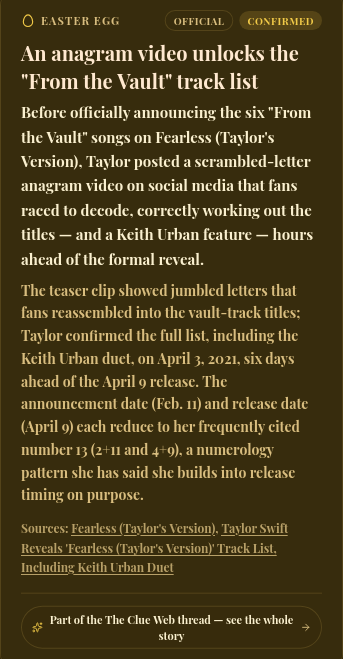 EASTER EGG OFFICIAL CONFIRMED
An anagram video unlocks the
"From the Vault" track list
Before officially announcing the six "From
the Vault" songs on Fearless (Taylor's
Version), Taylor posted a scrambled-letter
anagram video on social media that fans
raced to decode, correctly working out the
titles — and a Keith Urban feature — hours
ahead of the formal reveal.
The teaser clip showed jumbled letters that
fans reassembled into the vault-track titles;
Taylor confirmed the full list, including the
Keith Urban duet, on April 3, 2021, six days
ahead of the April 9 release. The
announcement date (Feb. 11) and release date
(April 9) each reduce to her frequently cited
number 13 (2+11 and 4+9), a numerology
pattern she has said she builds into release
timing on purpose.
Sources: Fearless (Taylor's Version), Taylor Swift
Reveals 'Fearless (Taylor's Version)' Track List,
Including Keith Urban Duet
Part of the The Clue Web thread — see the whole →
story